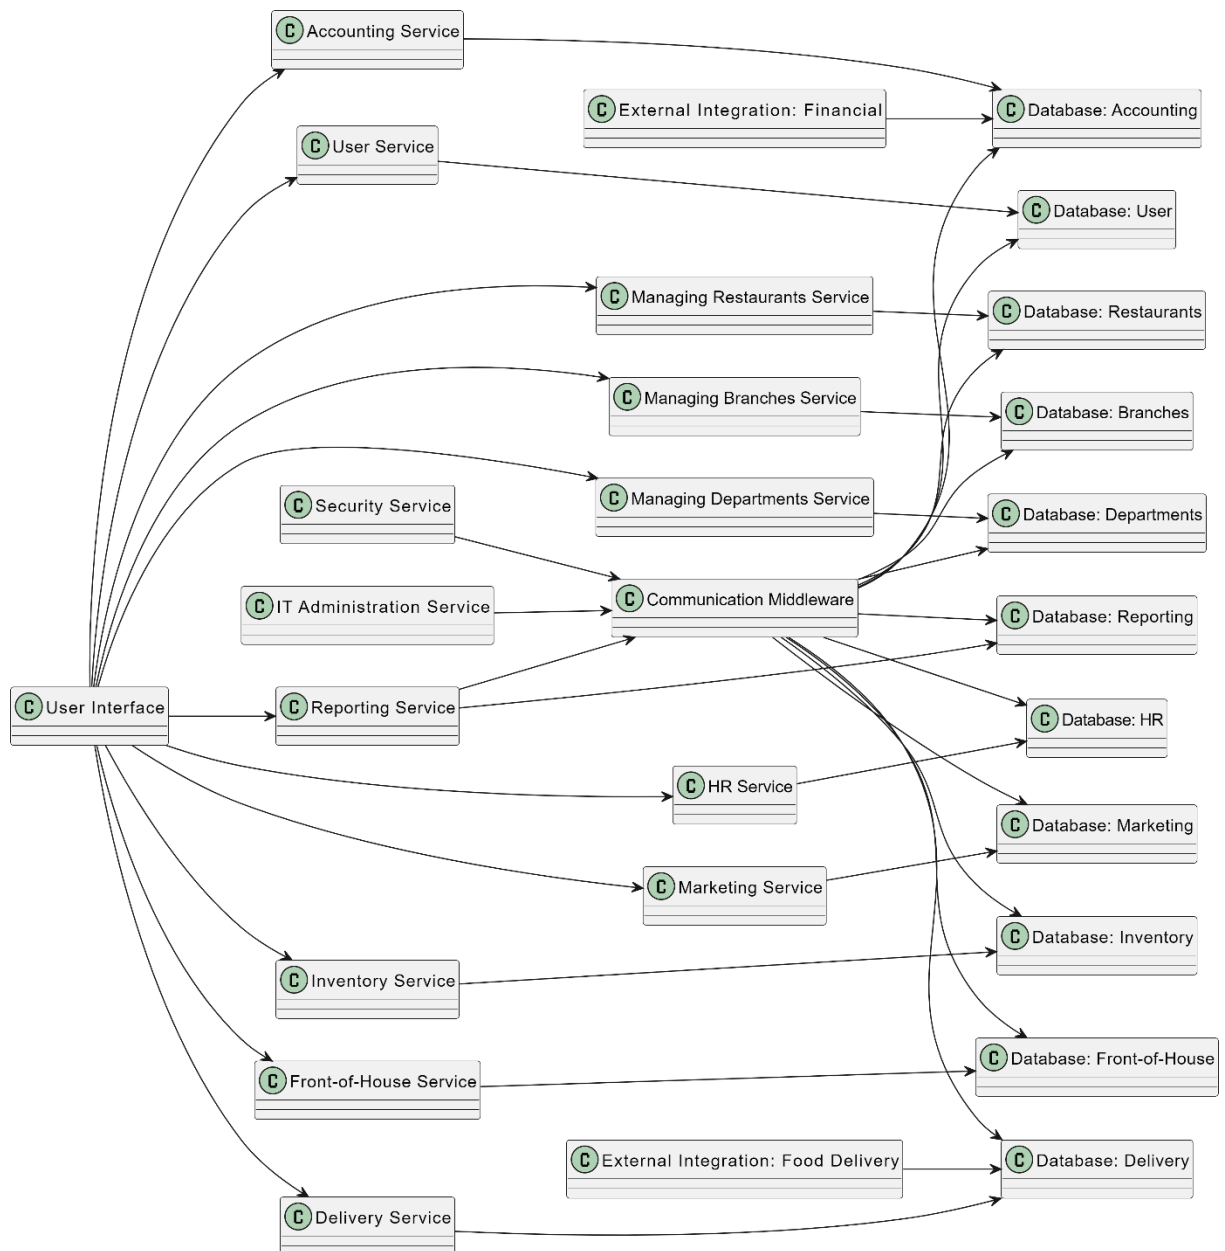 C Accounting Service
C External Integration: Financial
C Database: Accounting
C User Service
C Database: User
C Managing Restaurants Service
C Database: Restaurants
C Managing Branches Service
C Database: Branches
C Security Service
C Managing Departments Service
C Database: Departments
C IT Administration Service
C Communication Middleware
C Database: Reporting
C User Interface
C Reporting Service
C Database: HR
C HR Service
C Database: Marketing
C Marketing Service
C Database: Inventory
C Inventory Service
C Database: Front-of-House
C Front-of-House Service
C External Integration: Food Delivery
C Database: Delivery
C Delivery Service